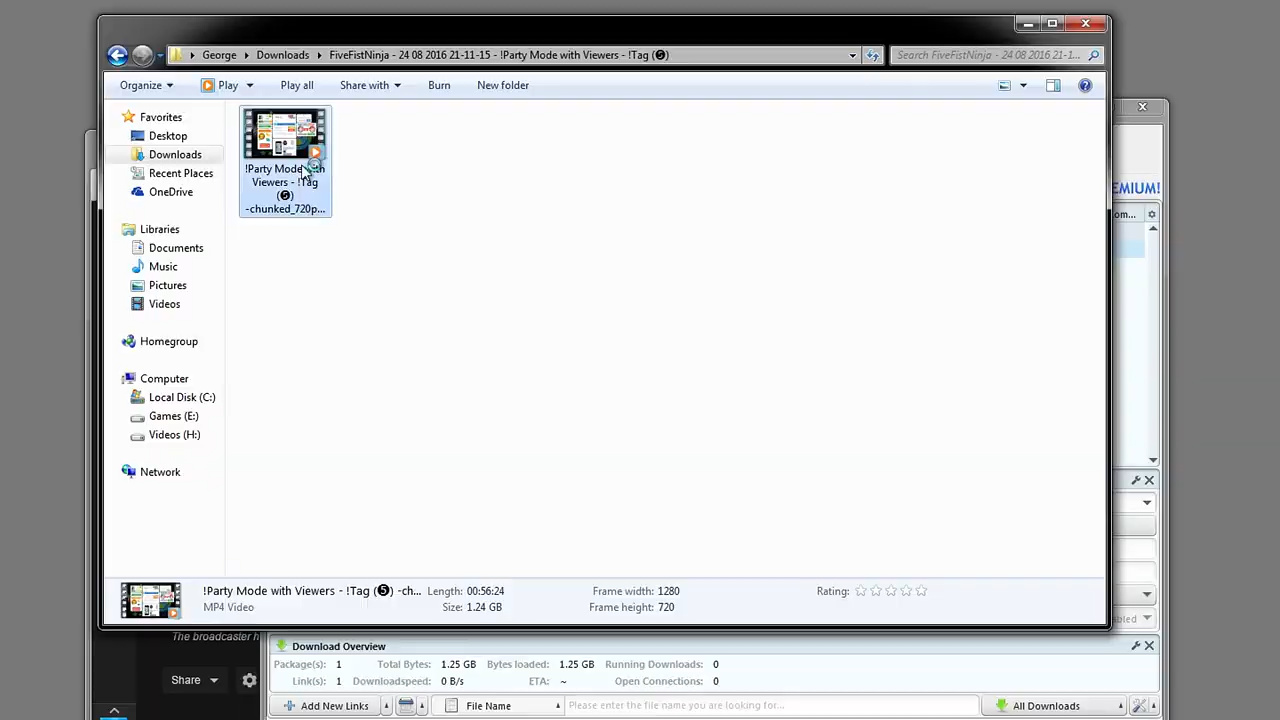 George
Downloads
FiveFistNinja - 24 08 2016 21-11-15 - !Party Mode with Viewers - !Tag (❺)
Search FiveFistNinja - 24 08 2016 21-1...
Organize
Play
Play all
Share with
Burn
New folder
Favorites
Desktop
Downloads
Recent Places
OneDrive
Libraries
Documents
Music
Pictures
Videos
Homegroup
Computer
Local Disk (C:)
Games (E:)
Videos (H:)
Network
!Party Mode with
Viewers - !Tag
(❺)
-chunked_720p...
EMIUM!
om...
!Party Mode with Viewers - !Tag (❺) -ch...
Length: 00:56:24
Frame width: 1280
Rating:
MP4 Video
Size: 1.24 GB
Frame height: 720
abled
The broadcaster h
Share
Download Overview
Package(s): 1
Total Bytes: 1.25 GB
Bytes loaded: 1.25 GB
Running Downloads: 0
Link(s): 1
Downloadspeed: 0 B/s
ETA: ~
Open Connections: 0
Add New Links
File Name
Please enter the file name you are looking for...
All Downloads